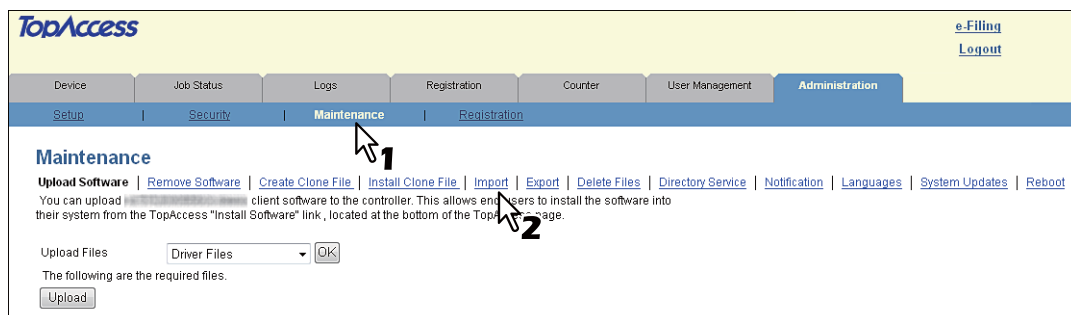 TopAccess
e-Filing
Logout
Device Job Status Logs Registration Counter User Management Administration
Setup | Security | Maintenance | Registration
1
Maintenance
Upload Software | Remove Software | Create Clone File | Install Clone File | Import | Export | Delete Files | Directory Service | Notification | Languages | System Updates | Reboot
You can upload client software to the controller. This allows end users to install the software into
their system from the TopAccess "Install Software" link , located at the bottom of the page.
2
Upload Files Driver Files OK
The following are the required files.
Upload